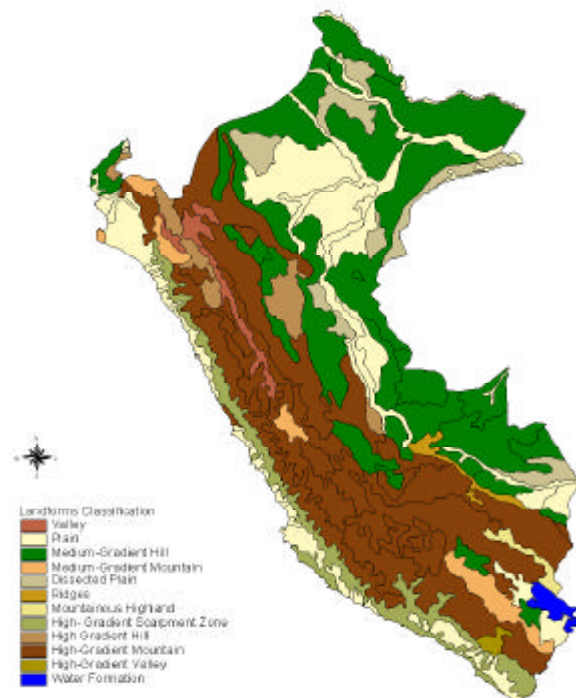 Landforms Classification
Valley
Plain
Medium-Gradient Hill
Medium-Gradient Mountain
Dissected Plain
Ridges
Mountainous Highland
High- Gradient Scarpment Zone
High Gradient Hill
High-Gradient Mountain
High-Gradient Valley
Water Formation